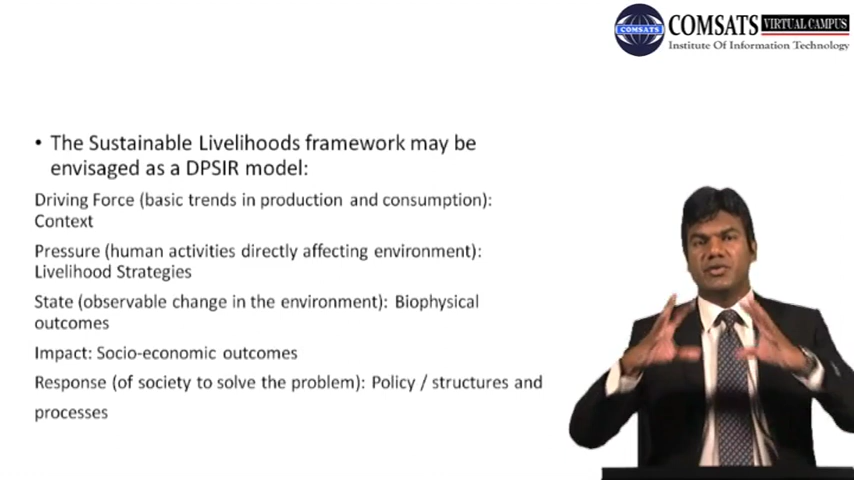 COMSATS
COMSATS VIRTUAL CAMPUS
Institute Of Information Technology
• The Sustainable Livelihoods framework may be
envisaged as a DPSIR model:
Driving Force (basic trends in production and consumption):
Context
Pressure (human activities directly affecting environment):
Livelihood Strategies
State (observable change in the environment): Biophysical
outcomes
Impact: Socio-economic outcomes
Response (of society to solve the problem): Policy / structures and
processes